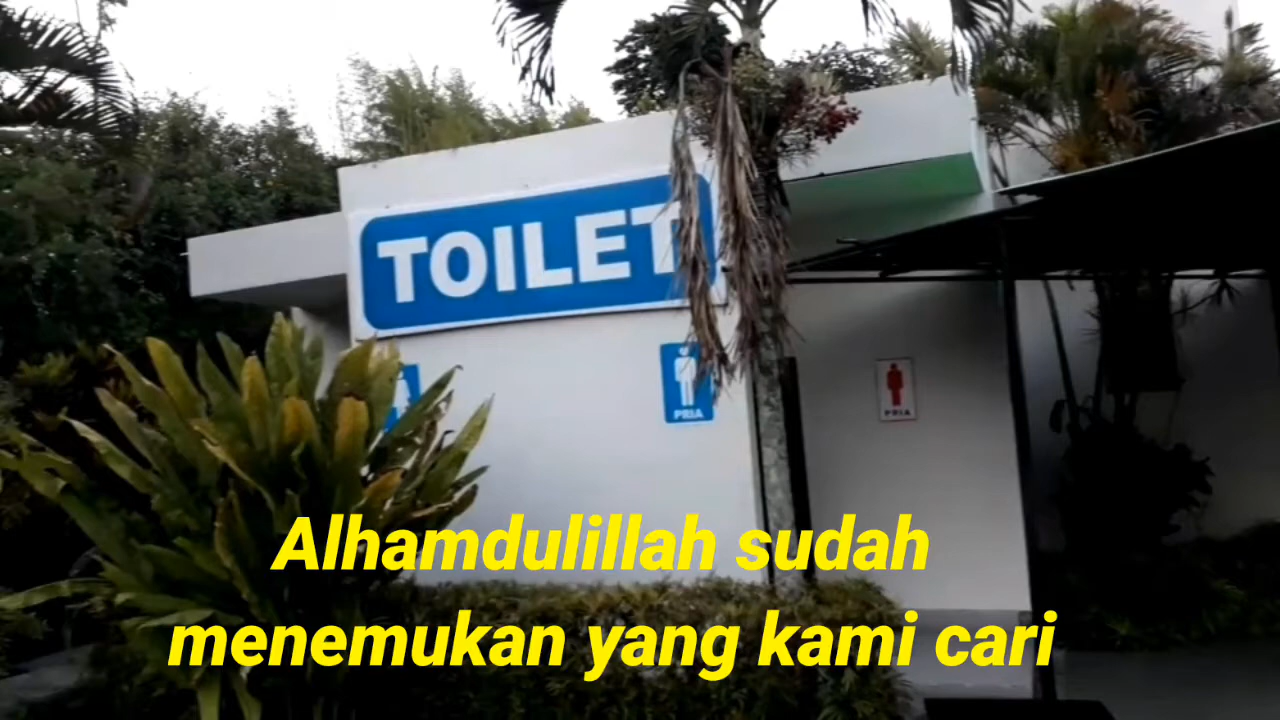 TOILET
PRIA
PRIA
Alhamdulillah sudah
menemukan yang kami cari